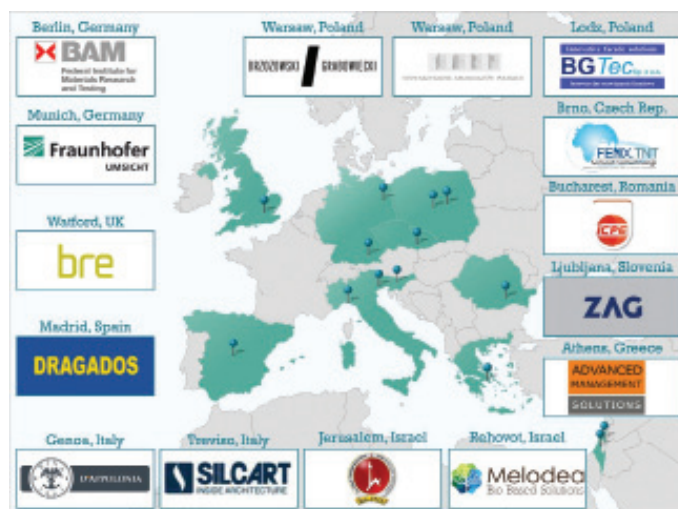 Berlin, Germany
BAM
Federal Institute for
Materials Research
and Testing
Warsaw, Poland
BRZOZOWSKI GRABOWIECKI
Warsaw, Poland
Lodz, Poland
BGTec
Munich, Germany
Fraunhofer
UMSICHT
Brno, Czech Rep.
FENIX TNT
Bucharest, Romania
ICPE
Watford, UK
bre
Ljubljana, Slovenia
ZAG
Madrid, Spain
DRAGADOS
Athens, Greece
ADVANCED
MANAGEMENT
SOLUTIONS
Genoa, Italy
D'APPOLONIA
Treviso, Italy
SILCART
INSIDE ARCHITECTURE
Jerusalem, Israel
Rehovot, Israel
Melodea
Bio Based Solutions